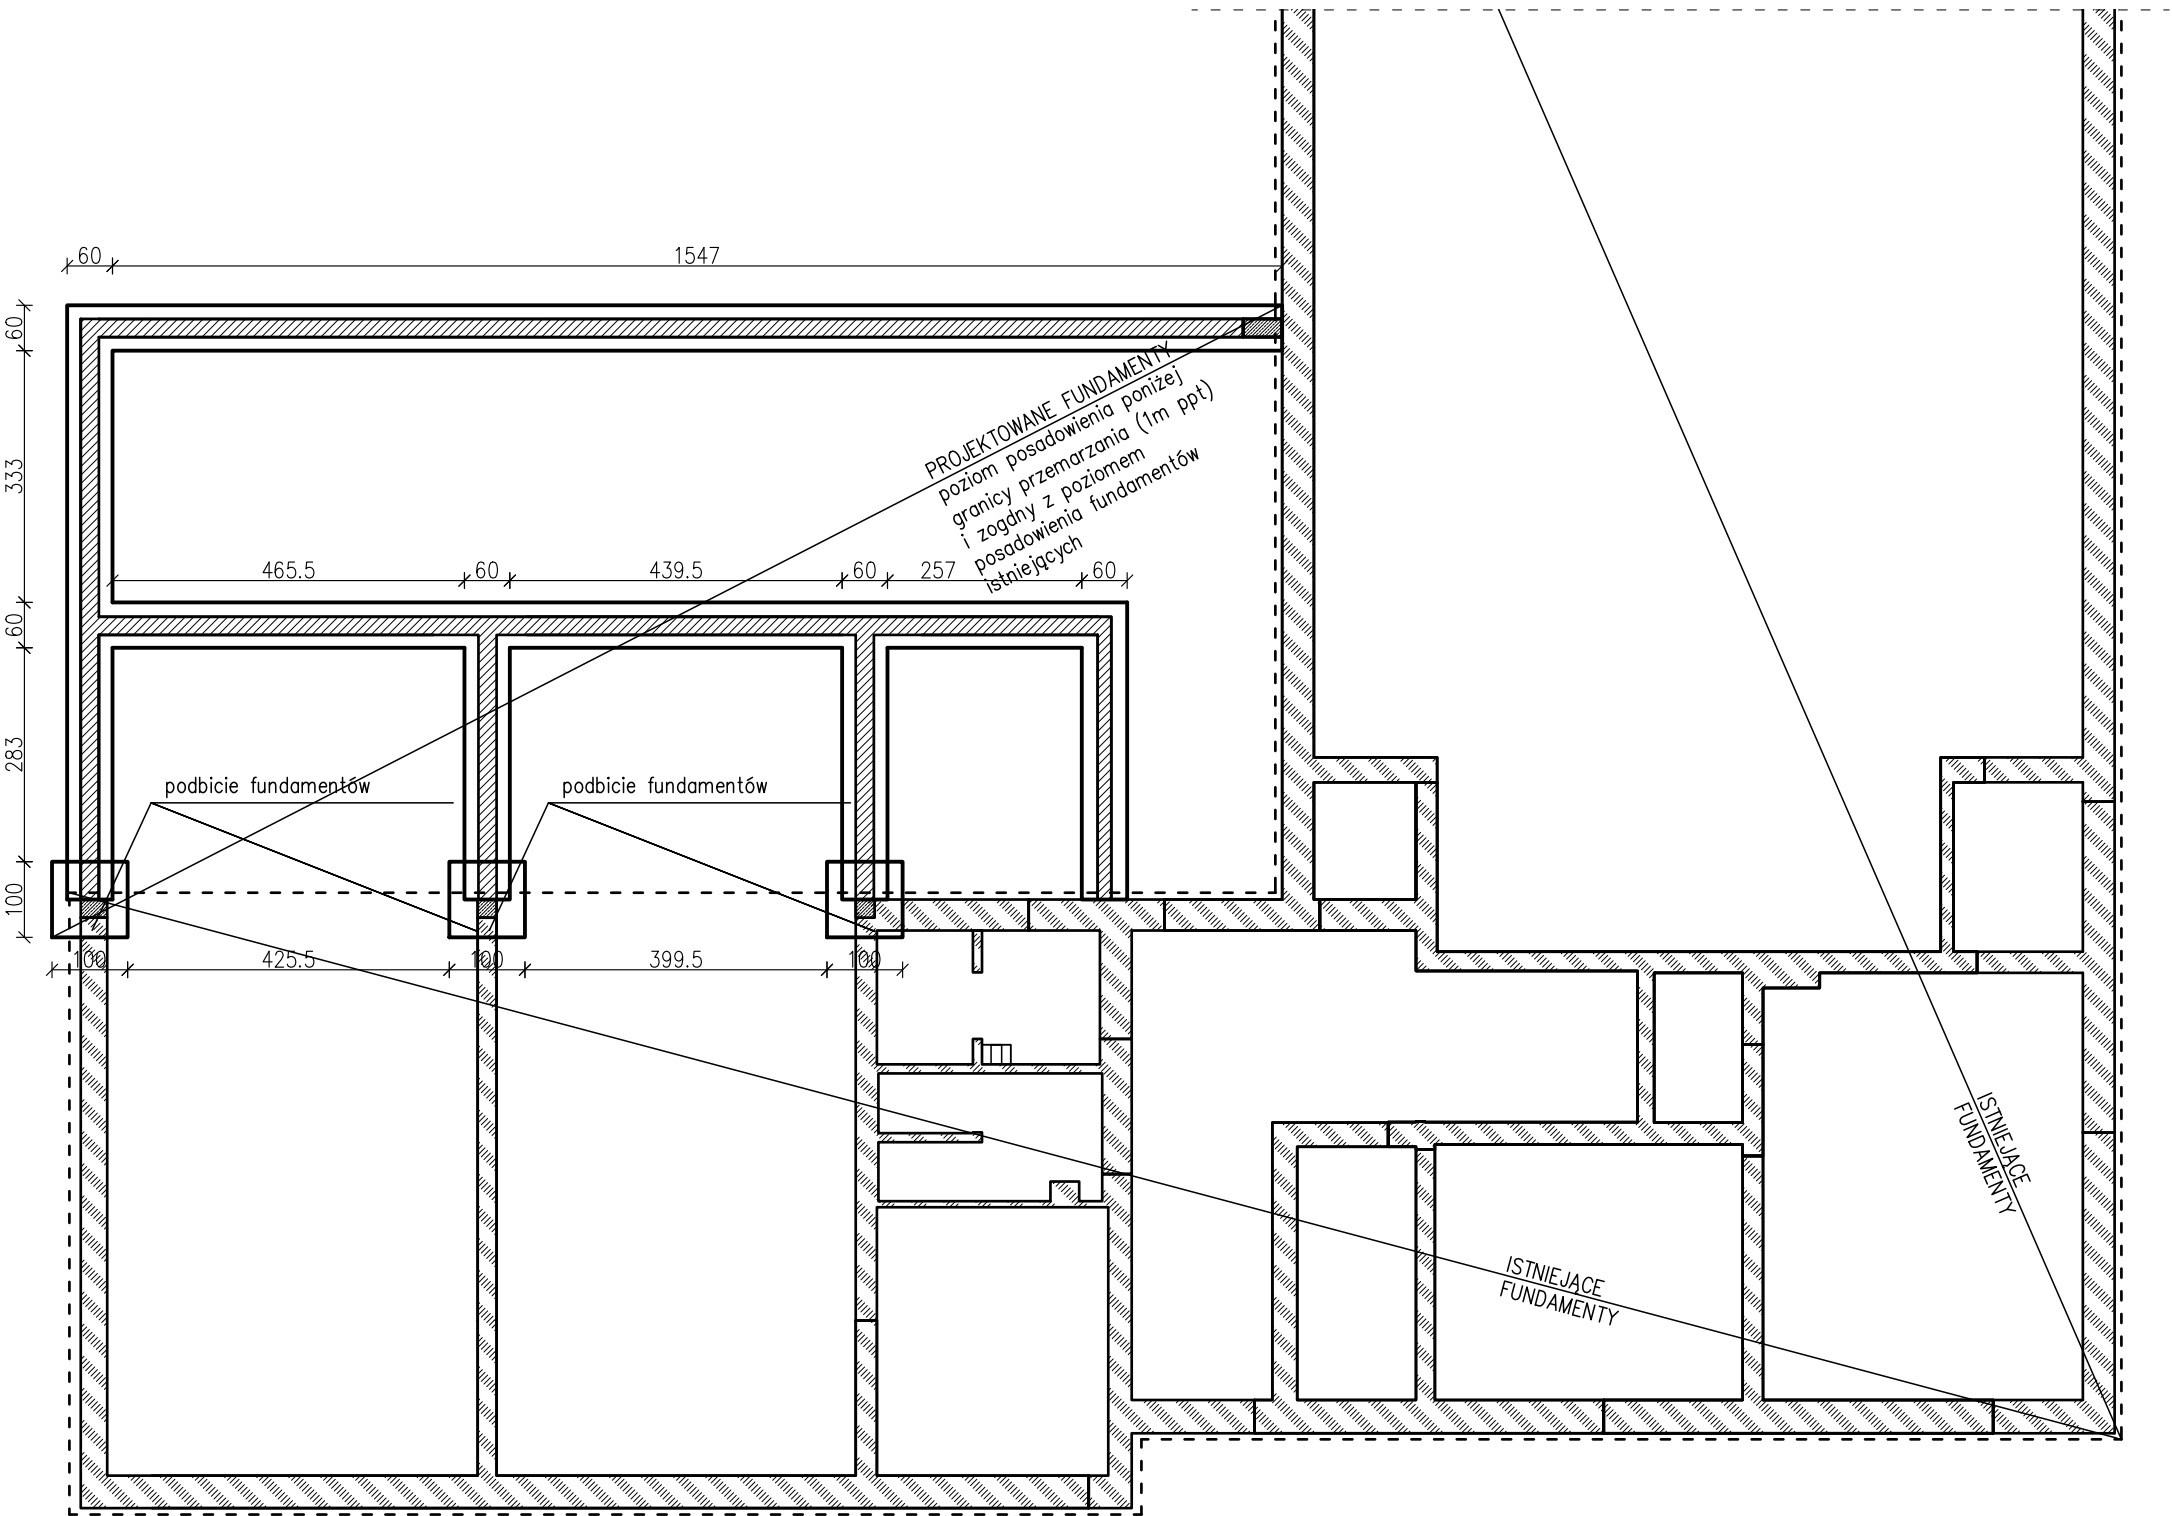 60
1547
60
333
60
283
100
PROJEKTOWANE FUNDAMENTY
poziom posadowienia poniżej
granicy przemarzania (1m ppt)
i zogdny z poziomem
posadowienia fundamentów
istniejących
465.5
60
439.5
60
257
60
podbicie fundamentów
podbicie fundamentów
100
425.5
100
399.5
100
ISTNIEJĄCE
FUNDAMENTY
ISTNIEJĄCE
FUNDAMENTY